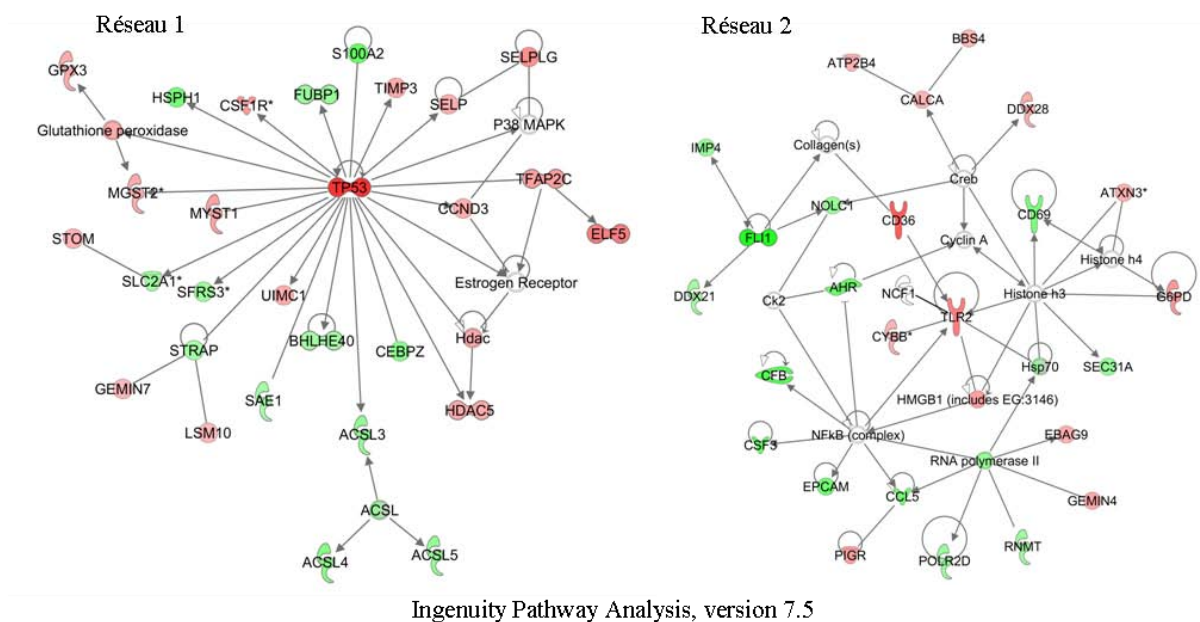 Réseau 1
Réseau 2
S100A2
SELPLG
GPX3
HSPH1
CSF1R*
FUBP1
TIMP3
SELP
P38 MAPK
Glutathione peroxidase
TP53
TFAP2C
MGST2*
MYST1
CCND3
ELF5
STOM
SLC2A1*
SFRS3*
UIMC1
Estrogen Receptor
BHLHE40
CEBPZ
Hdac
STRAP
GEMIN7
SAE1
HDAC5
LSM10
ACSL3
ACSL
ACSL4
ACSL5
BBS4
ATP2B4
CALCA
DDX28
IMP4
Collagen(s)
Creb
NOLC1
CD36
CD69
ATXN3*
FLI1
Cyclin A
Histone h4
DDX21
Ck2
AHR
NCF1
Histone h3
G6PD
TLR2
CYBB*
CFB
Hsp70
SEC31A
HMGB1 (includes EG:3146)
CSF3
NFkB (complex)
EBAG9
RNA polymerase II
EPCAM
CCL5
GEMIN4
PIGR
POLR2D
RNMT
Ingenuity Pathway Analysis, version 7.5